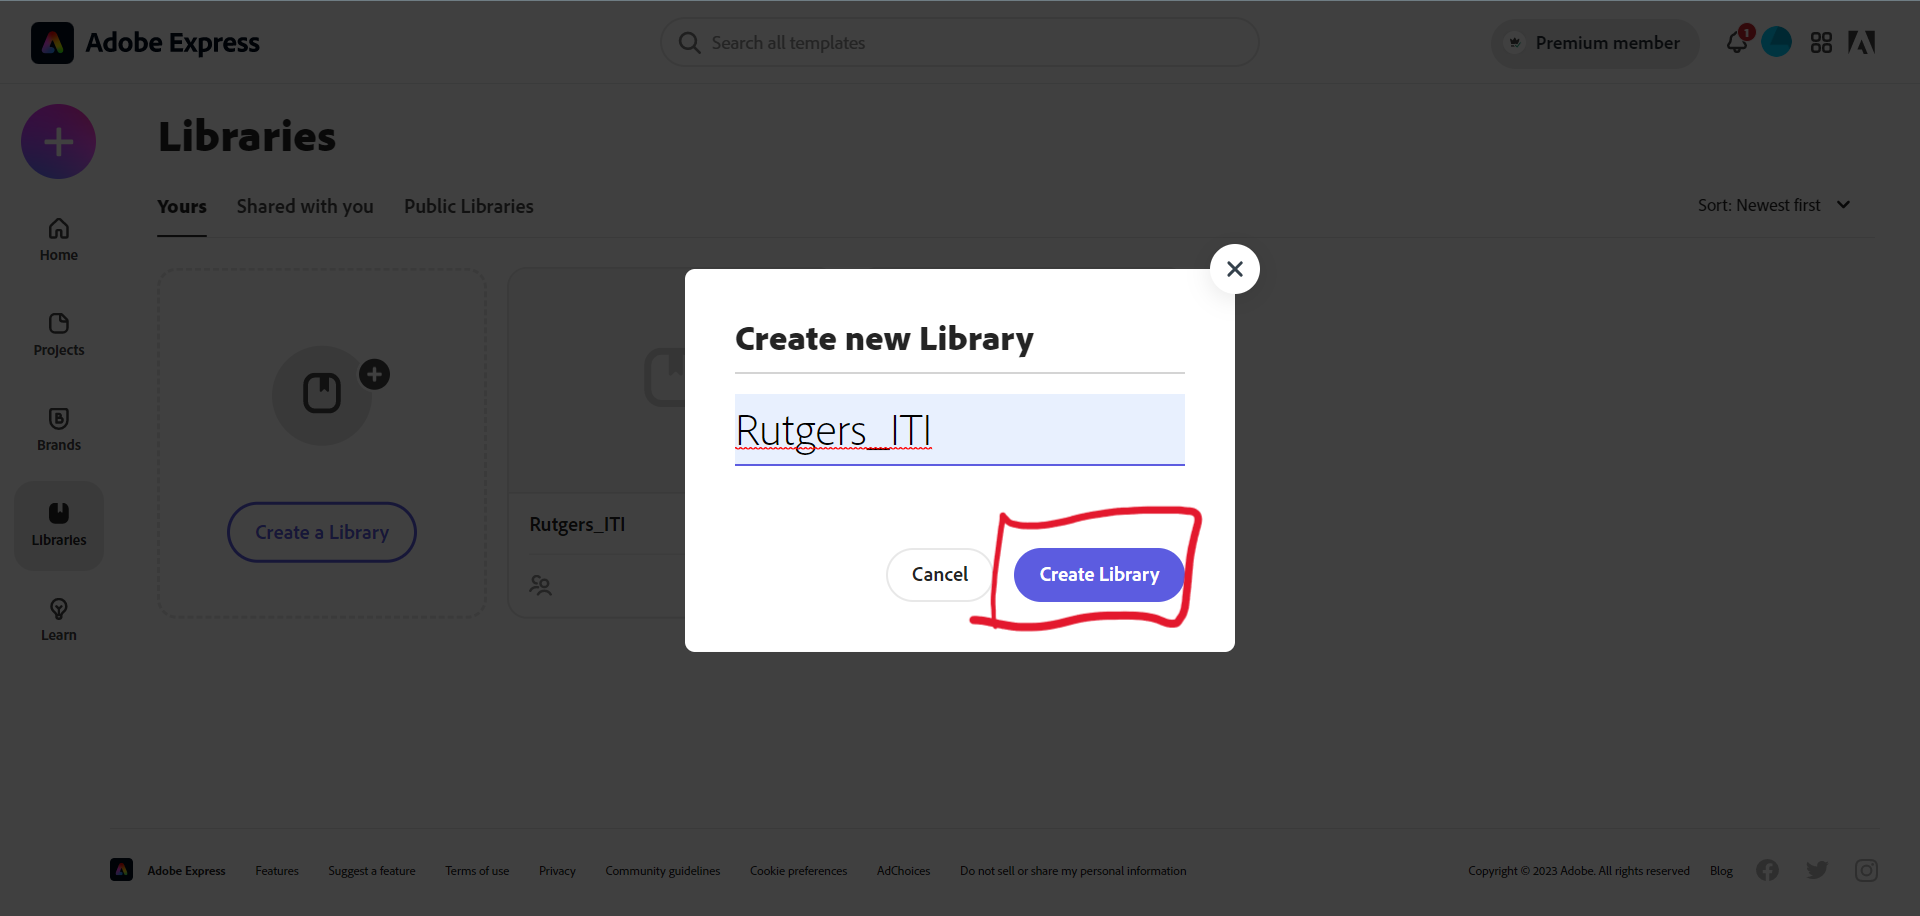 Adobe Express
Search all templates
Premium member
1
Libraries
Yours
Shared with you
Public Libraries
Sort: Newest first
Home
Projects
Brands
Libraries
Learn
Create a Library
Rutgers_ITI
Create new Library
Rutgers_ITI
Cancel
Create Library
Adobe Express
Features
Suggest a feature
Terms of use
Privacy
Community guidelines
Cookie preferences
AdChoices
Do not sell or share my personal information
Copyright © 2023 Adobe. All rights reserved
Blog